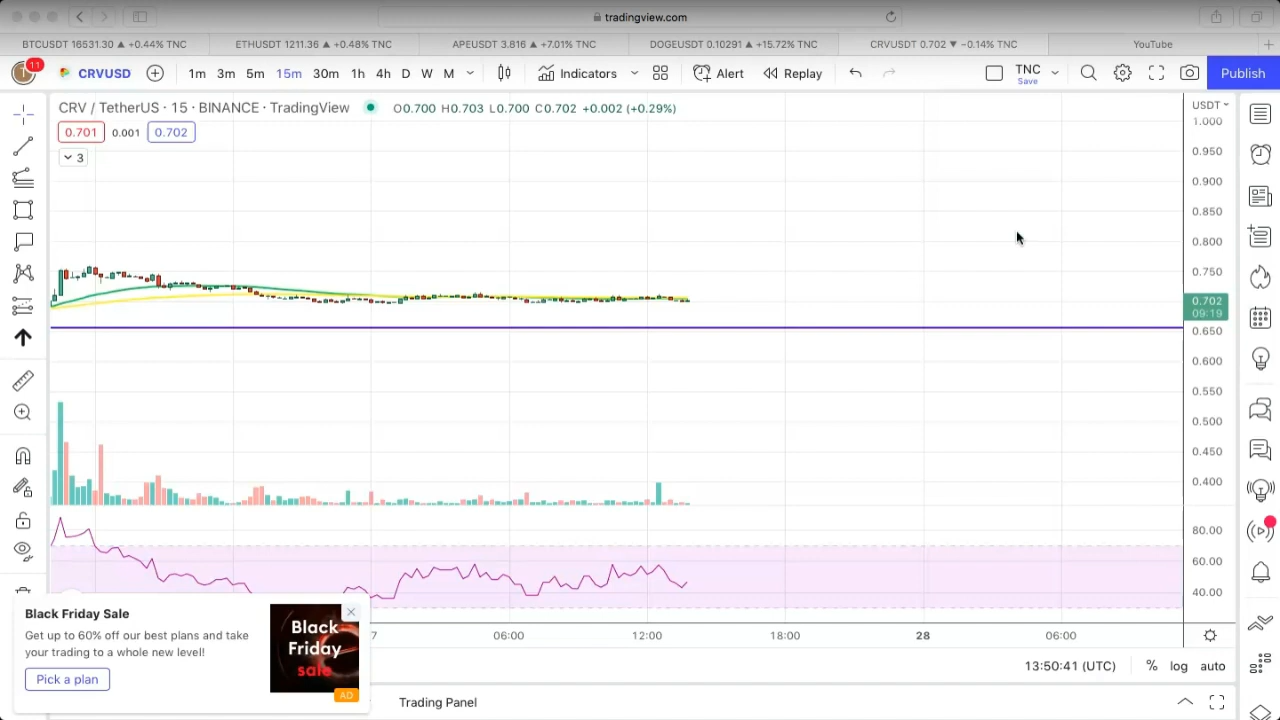 tradingview.com
BTCUSDT 16531.30 ▲ +0.44% TNC
ETHUSDT 1211.36 ▲ +0.48% TNC
APEUSDT 3.816 ▲ +7.01% TNC
DOGEUSDT 0.10291 ▲ +15.72% TNC
CRVUSDT 0.702 ▼ −0.14% TNC
YouTube
11
CRVUSD
1m 3m 5m 15m 30m 1h 4h D W M
Indicators
Alert
Replay
TNC
Save
Publish
CRV / TetherUS · 15 · BINANCE · TradingView
O0.700 H0.703 L0.700 C0.702 +0.002 (+0.29%)
0.701 0.001 0.702
3
USDT
1.000
0.950
0.900
0.850
0.800
0.750
0.702
09:19
0.650
0.600
0.550
0.500
0.450
0.400
80.00
60.00
40.00
7 06:00 12:00 18:00 28 06:00
13:50:41 (UTC) % log auto
Black Friday Sale
Get up to 60% off our best plans and take
your trading to a whole new level!
Pick a plan
Black
Friday
sale
AD
Trading Panel